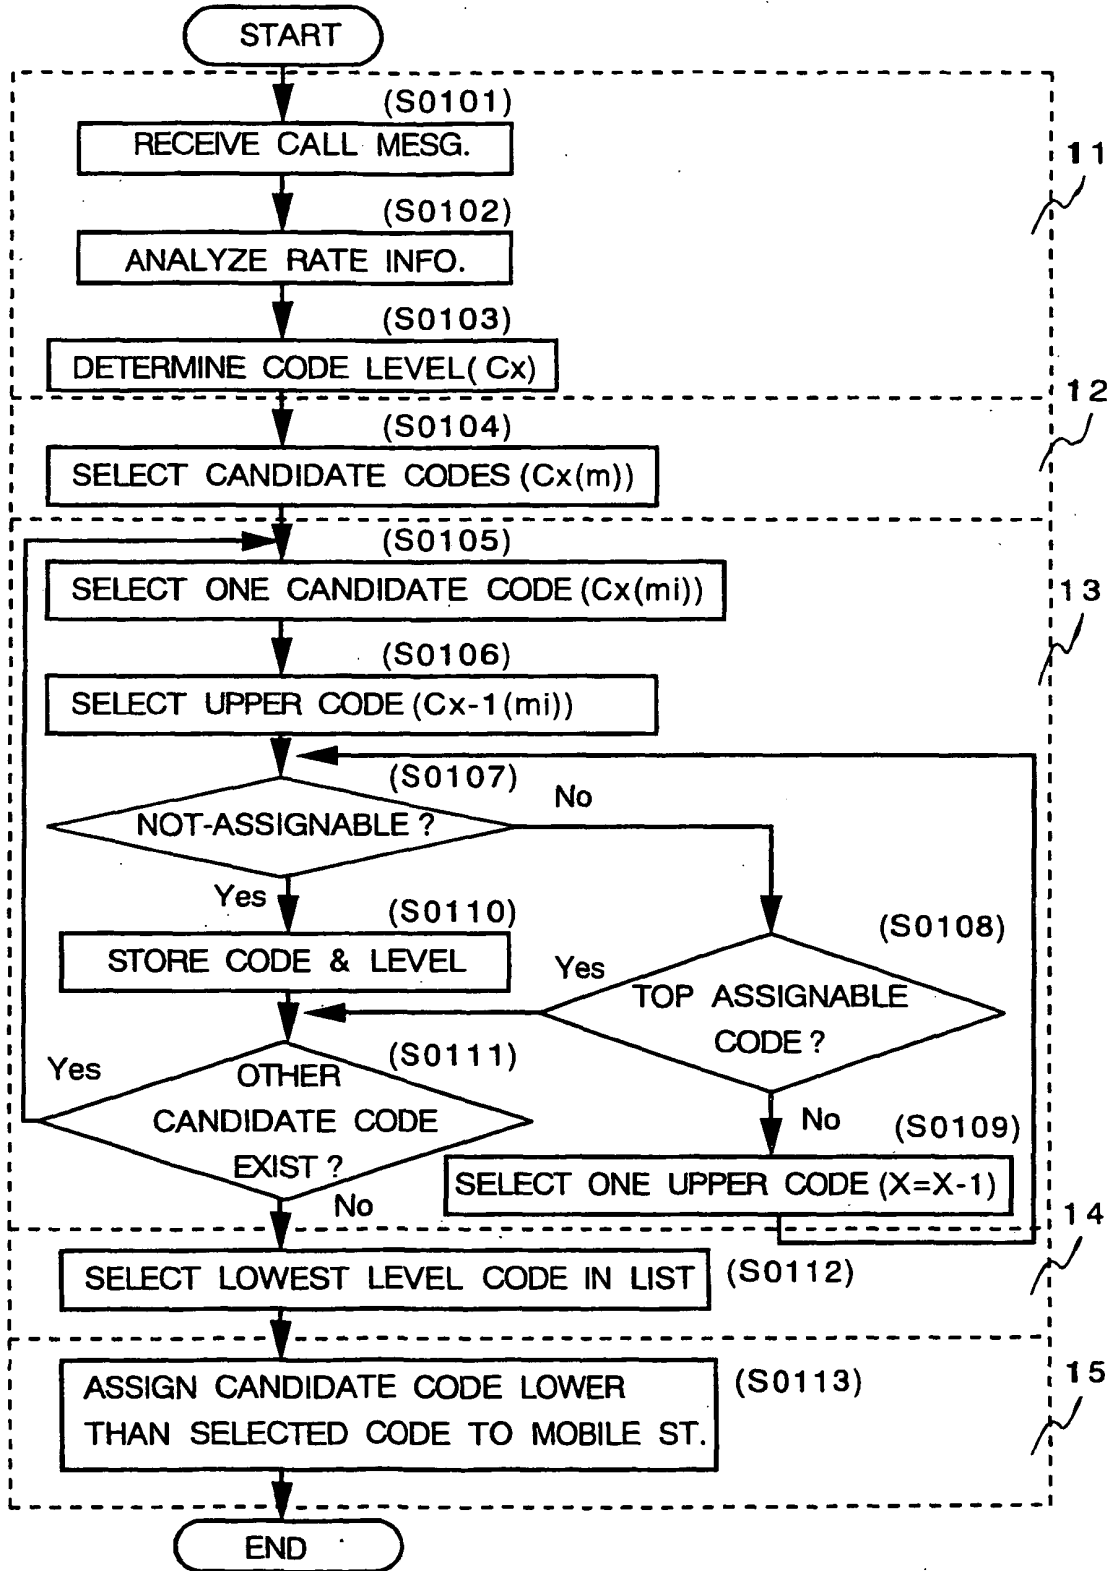 START
(S0101)
RECEIVE CALL MESG.
11
(S0102)
ANALYZE RATE INFO.
(S0103)
DETERMINE CODE LEVEL( Cx)
12
(S0104)
SELECT CANDIDATE CODES (Cx(m))
(S0105)
SELECT ONE CANDIDATE CODE (Cx(mi))
13
(S0106)
SELECT UPPER CODE (Cx-1(mi))
(S0107)
NOT-ASSIGNABLE ?
No
Yes
(S0110)
STORE CODE & LEVEL
(S0108)
Yes
TOP ASSIGNABLE
CODE ?
(S0111)
Yes
OTHER
CANDIDATE CODE
EXIST ?
No
(S0109)
SELECT ONE UPPER CODE (X=X-1)
No
14
SELECT LOWEST LEVEL CODE IN LIST
(S0112)
15
ASSIGN CANDIDATE CODE LOWER
THAN SELECTED CODE TO MOBILE ST.
(S0113)
END